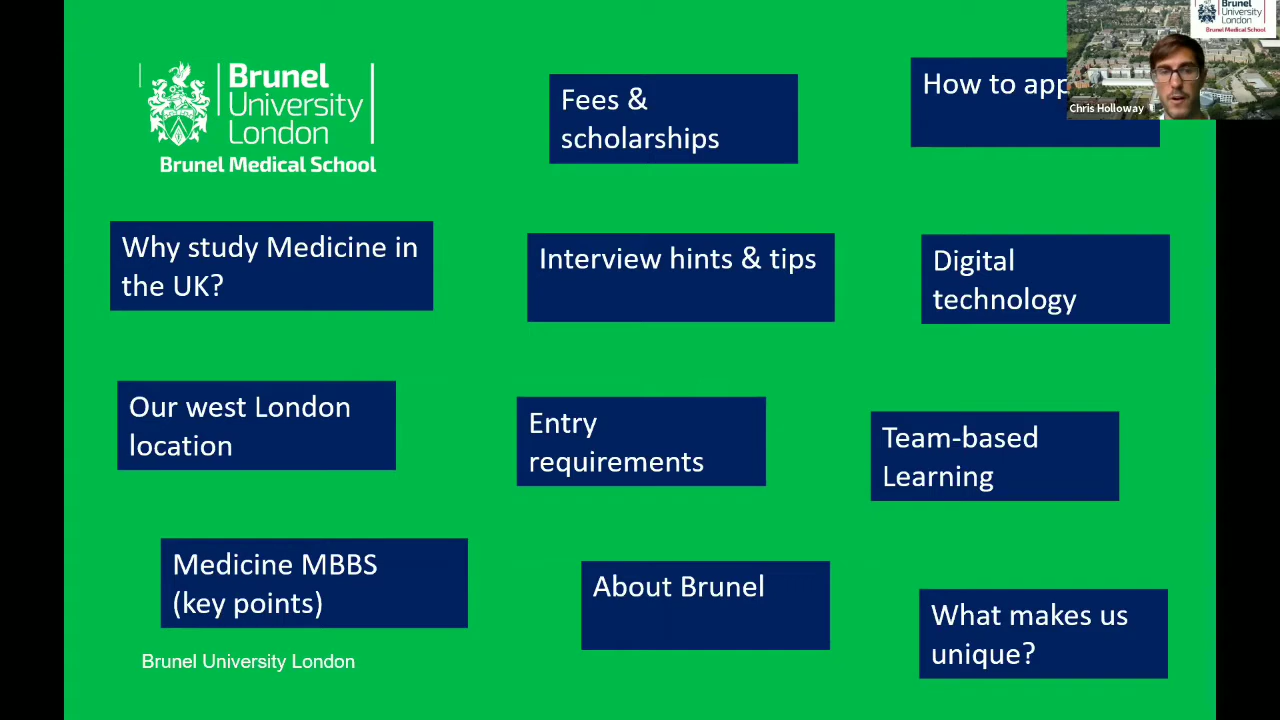 Brunel
University
London
Brunel Medical School
Fees &
scholarships
How to app
Brunel
University
London
Brunel Medical School
Chris Holloway
Why study Medicine in
the UK?
Interview hints & tips
Digital
technology
Our west London
location
Entry
requirements
Team-based
Learning
Medicine MBBS
(key points)
About Brunel
What makes us
unique?
Brunel University London